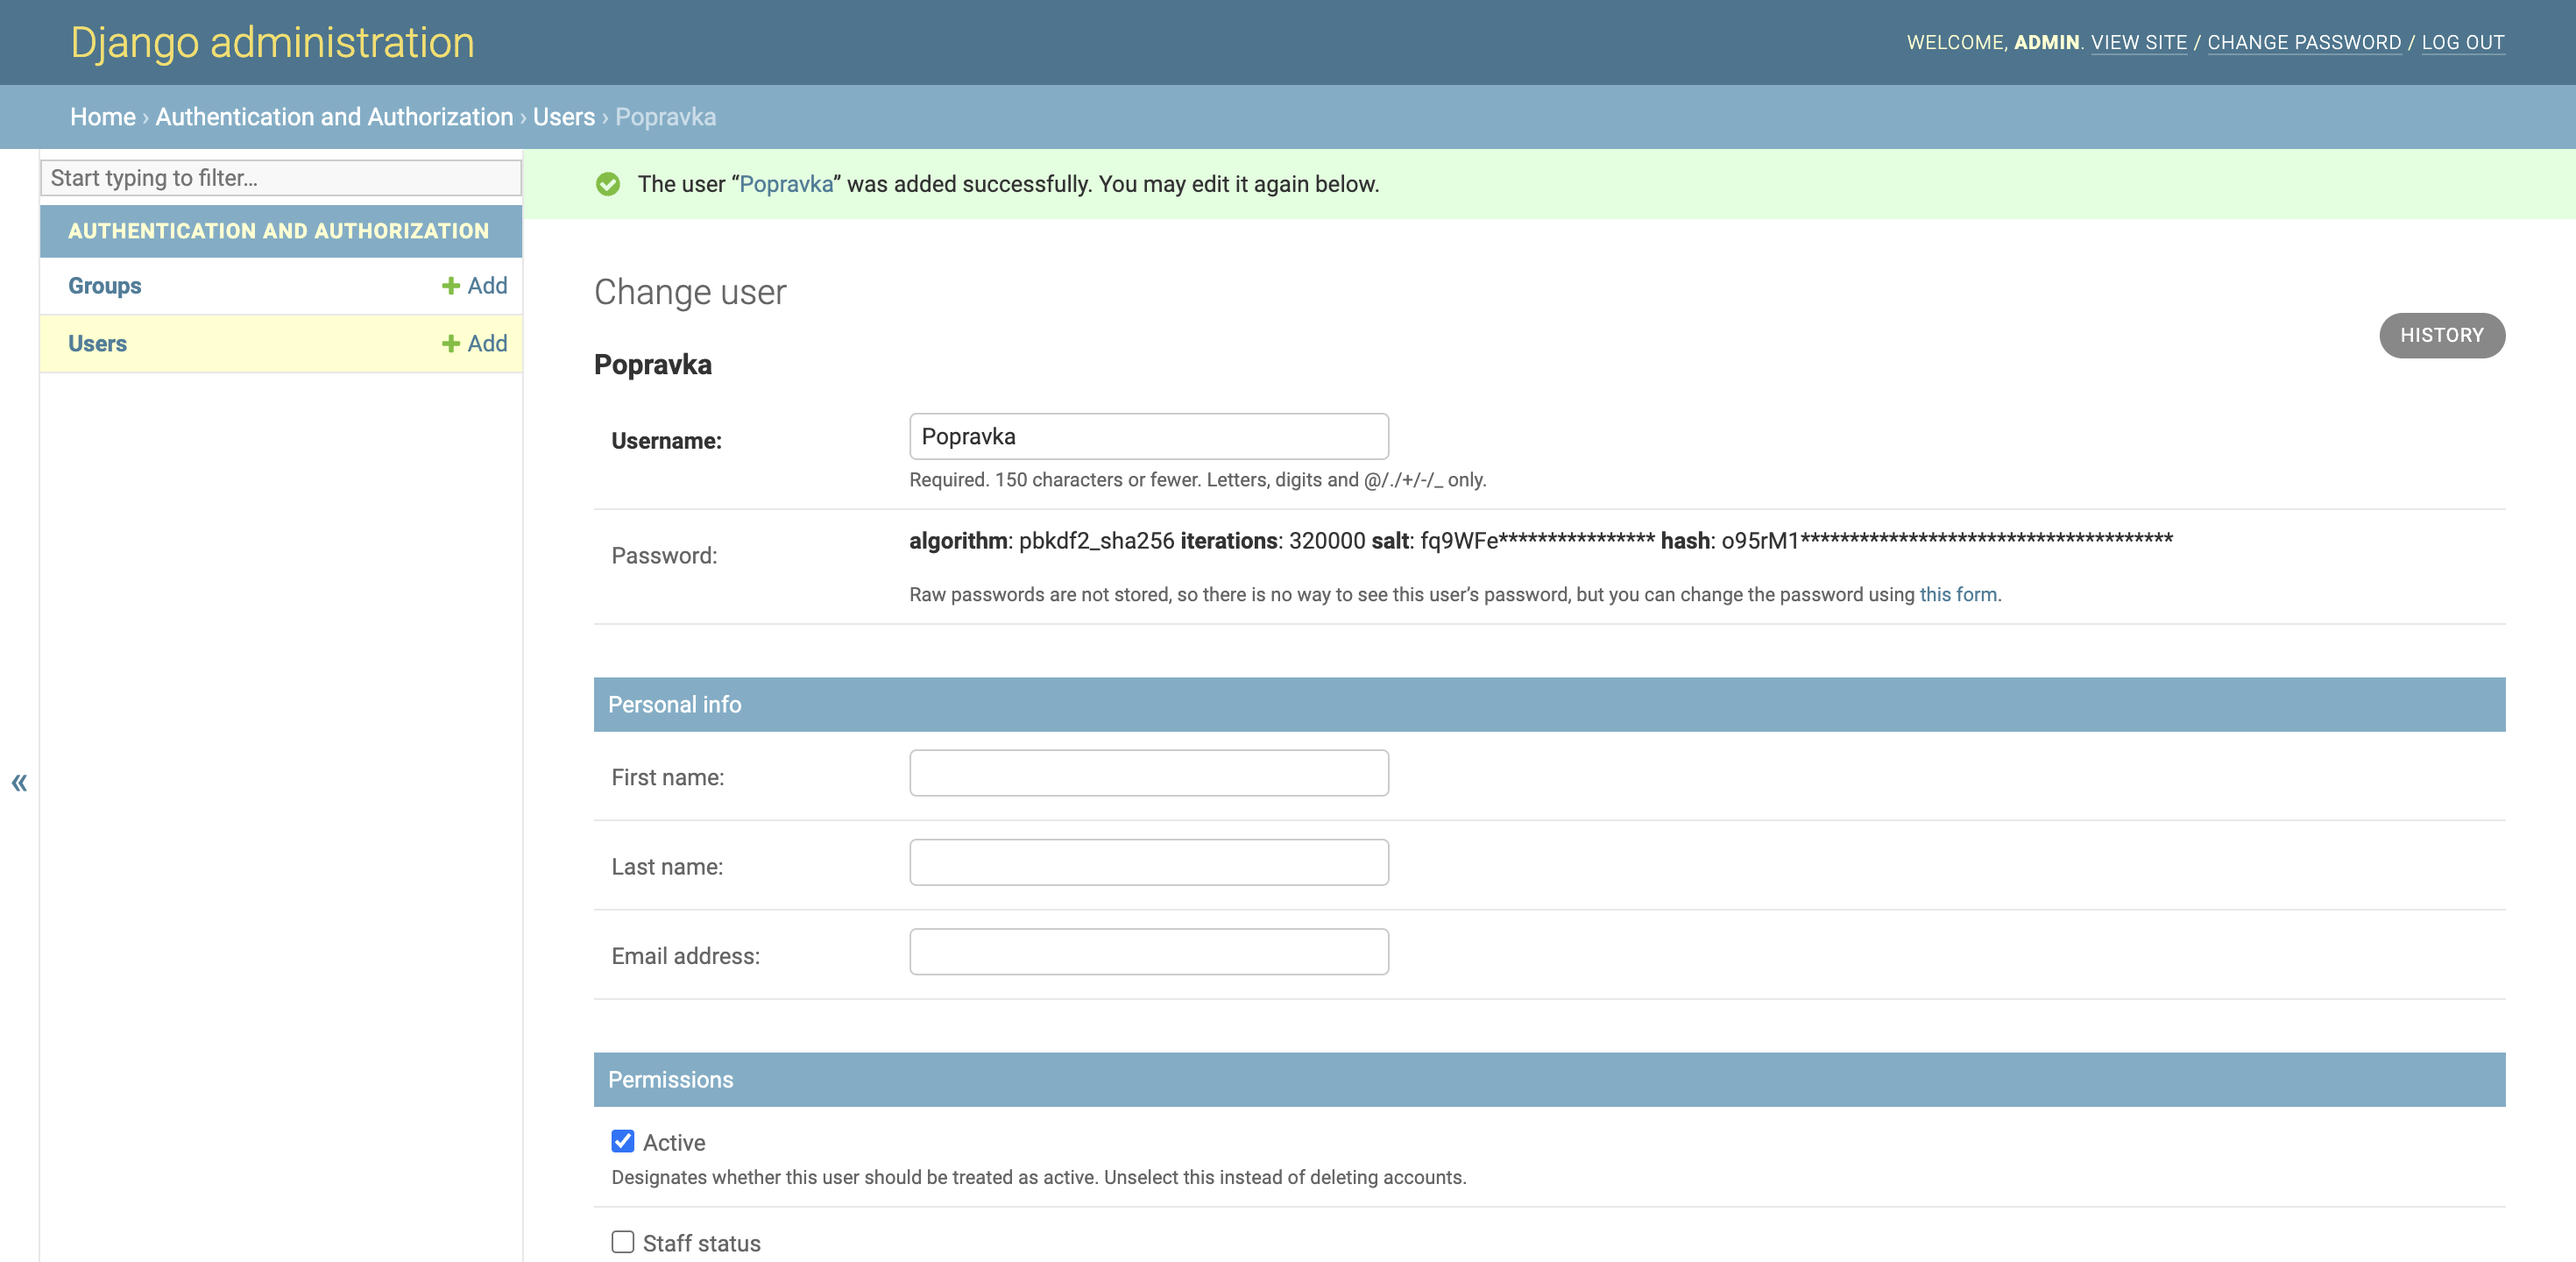 Django administration
WELCOME, ADMIN. VIEW SITE / CHANGE PASSWORD / LOG OUT
Home › Authentication and Authorization › Users › Popravka
Start typing to filter…
AUTHENTICATION AND AUTHORIZATION
Groups + Add
Users + Add
«
The user “Popravka” was added successfully. You may edit it again below.
Change user
HISTORY
Popravka
Username: Popravka
Required. 150 characters or fewer. Letters, digits and @/./+/-/_ only.
Password: algorithm: pbkdf2_sha256 iterations: 320000 salt: fq9WFe**************** hash: o95rM1**************************************
Raw passwords are not stored, so there is no way to see this user’s password, but you can change the password using this form.
Personal info
First name:
Last name:
Email address:
Permissions
Active
Designates whether this user should be treated as active. Unselect this instead of deleting accounts.
Staff status